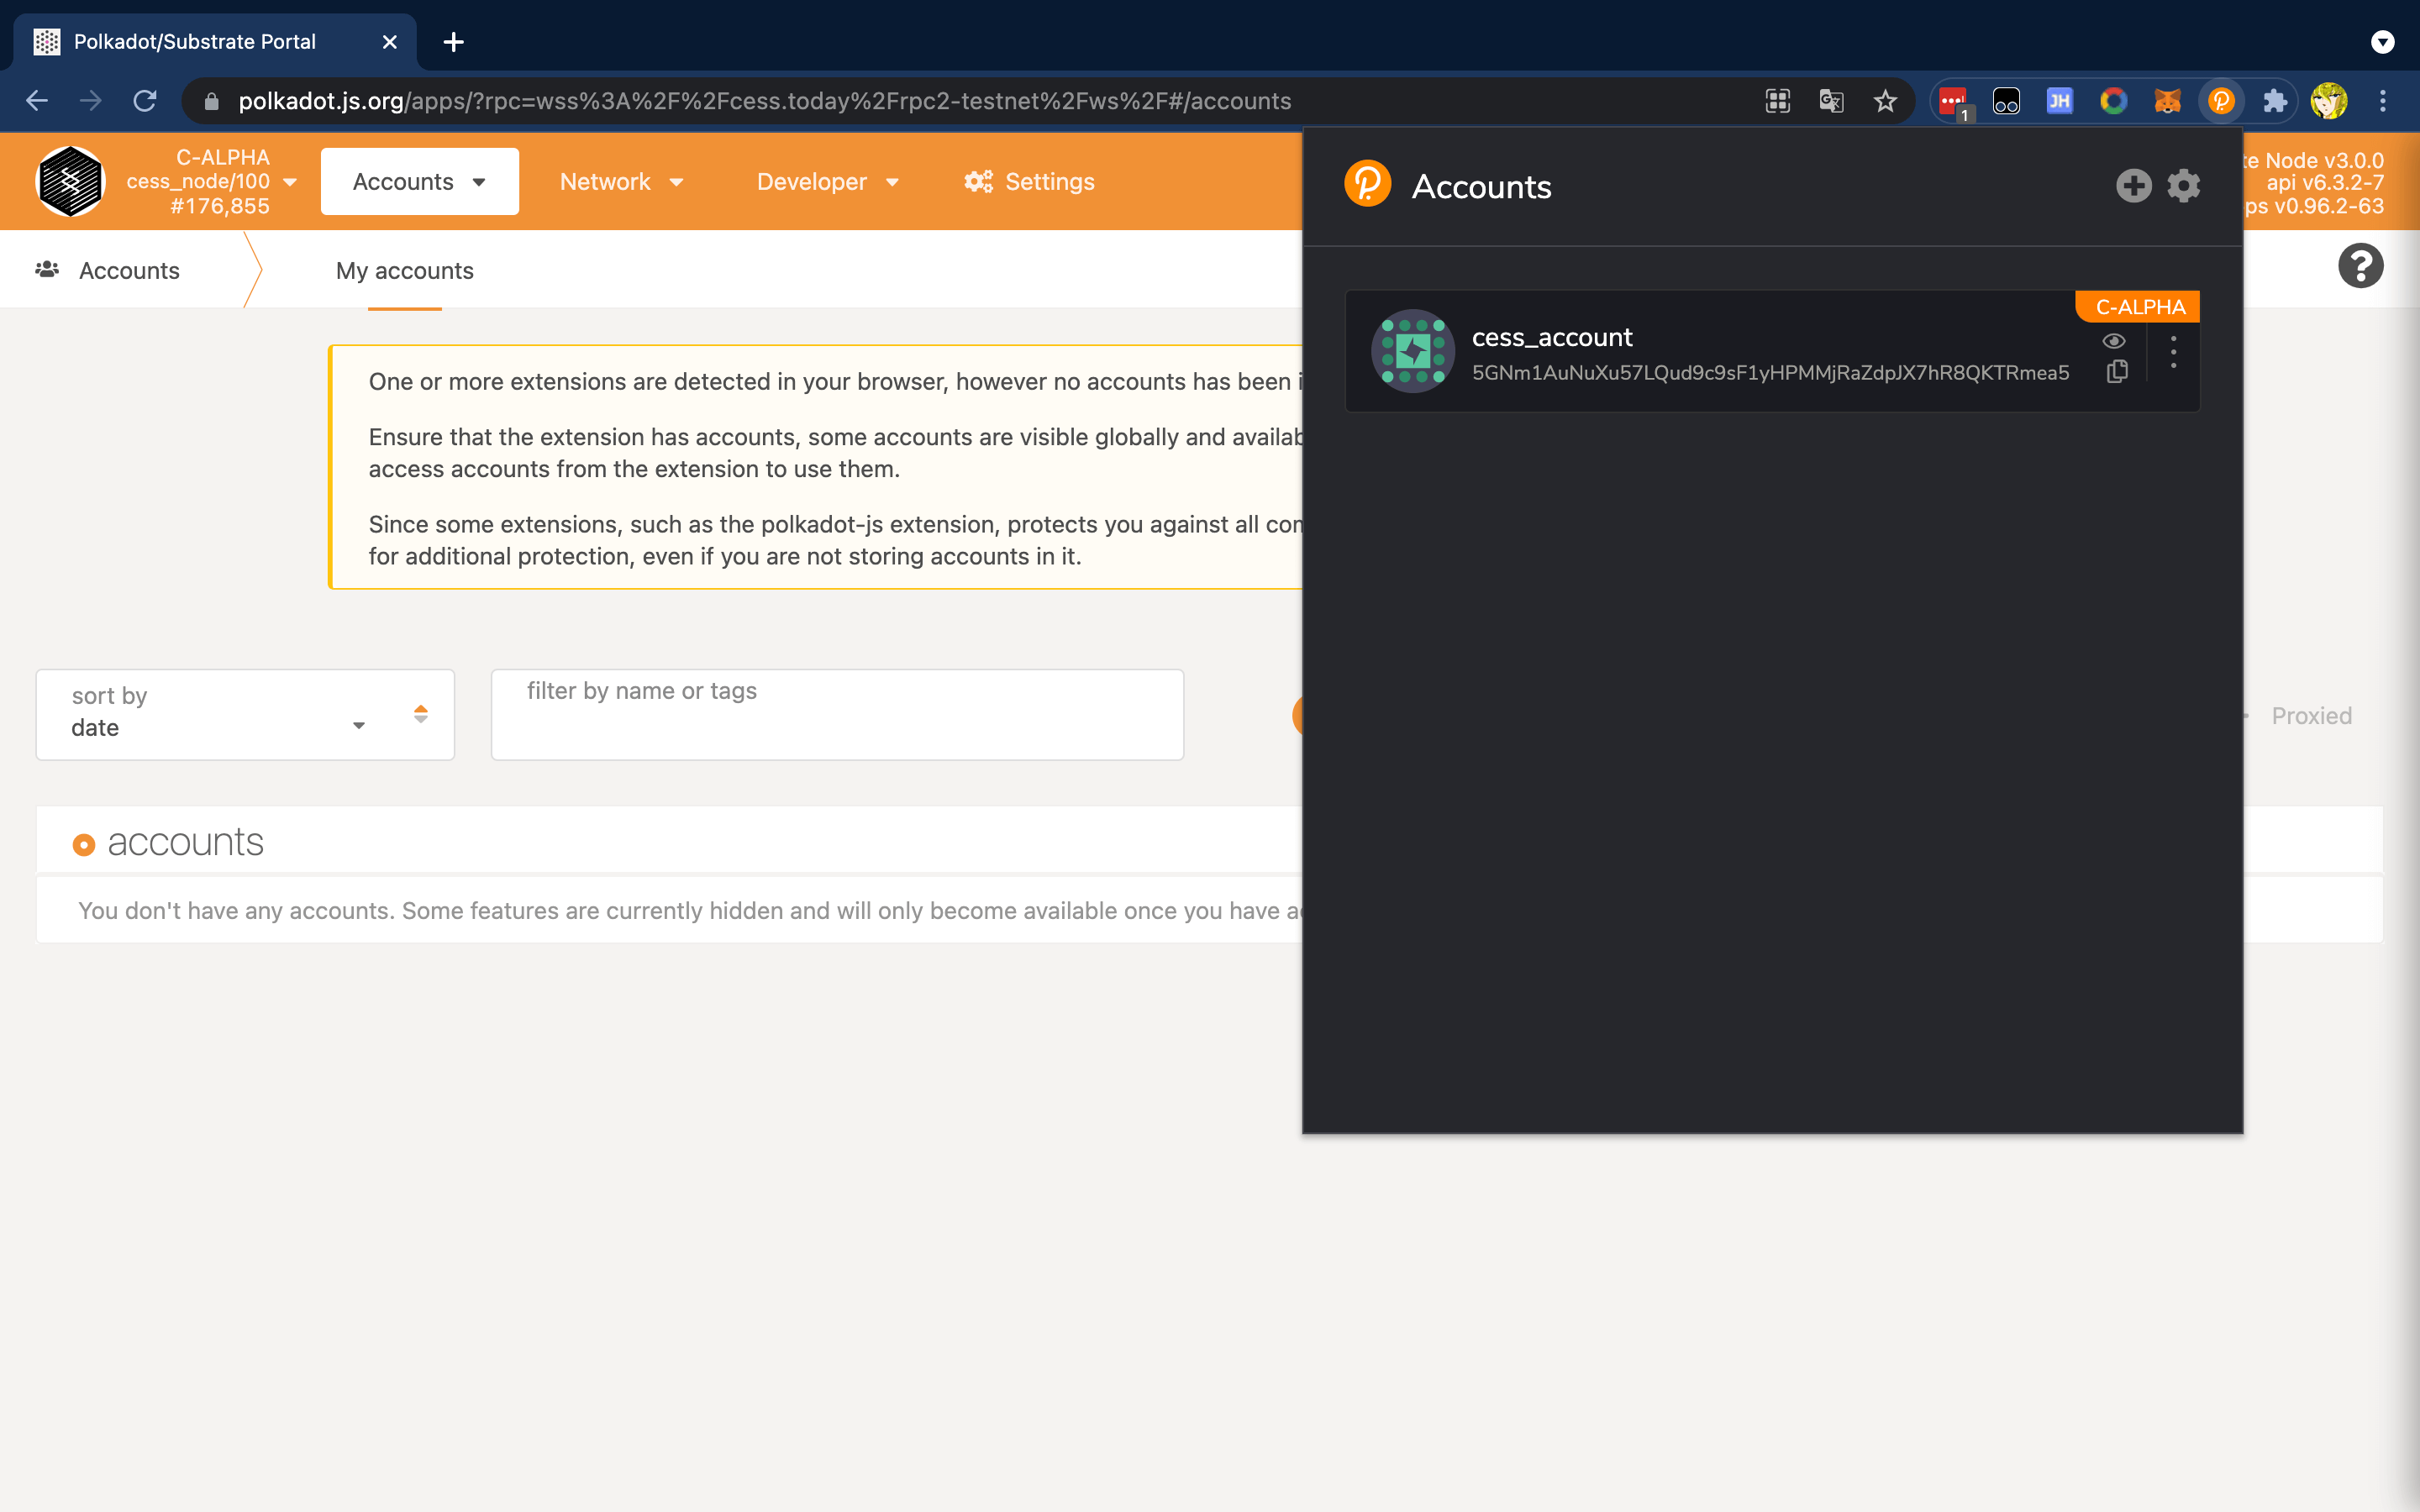 Polkadot/Substrate Portal
polkadot.js.org/apps/?rpc=wss%3A%2F%2Fcess.today%2Frpc2-testnet%2Fws%2F#/accounts
JH
1
C-ALPHA
cess_node/100
#176,855
Accounts
Network
Developer
Settings
te Node v3.0.0
api v6.3.2-7
ps v0.96.2-63
Accounts
My accounts
One or more extensions are detected in your browser, however no accounts has been i
Ensure that the extension has accounts, some accounts are visible globally and availab
access accounts from the extension to use them.
Since some extensions, such as the polkadot-js extension, protects you against all com
for additional protection, even if you are not storing accounts in it.
sort by
date
filter by name or tags
Proxied
accounts
You don't have any accounts. Some features are currently hidden and will only become available once you have a
Accounts
C-ALPHA
cess_account
5GNm1AuNuXu57LQud9c9sF1yHPMMjRaZdpJX7hR8QKTRmea5